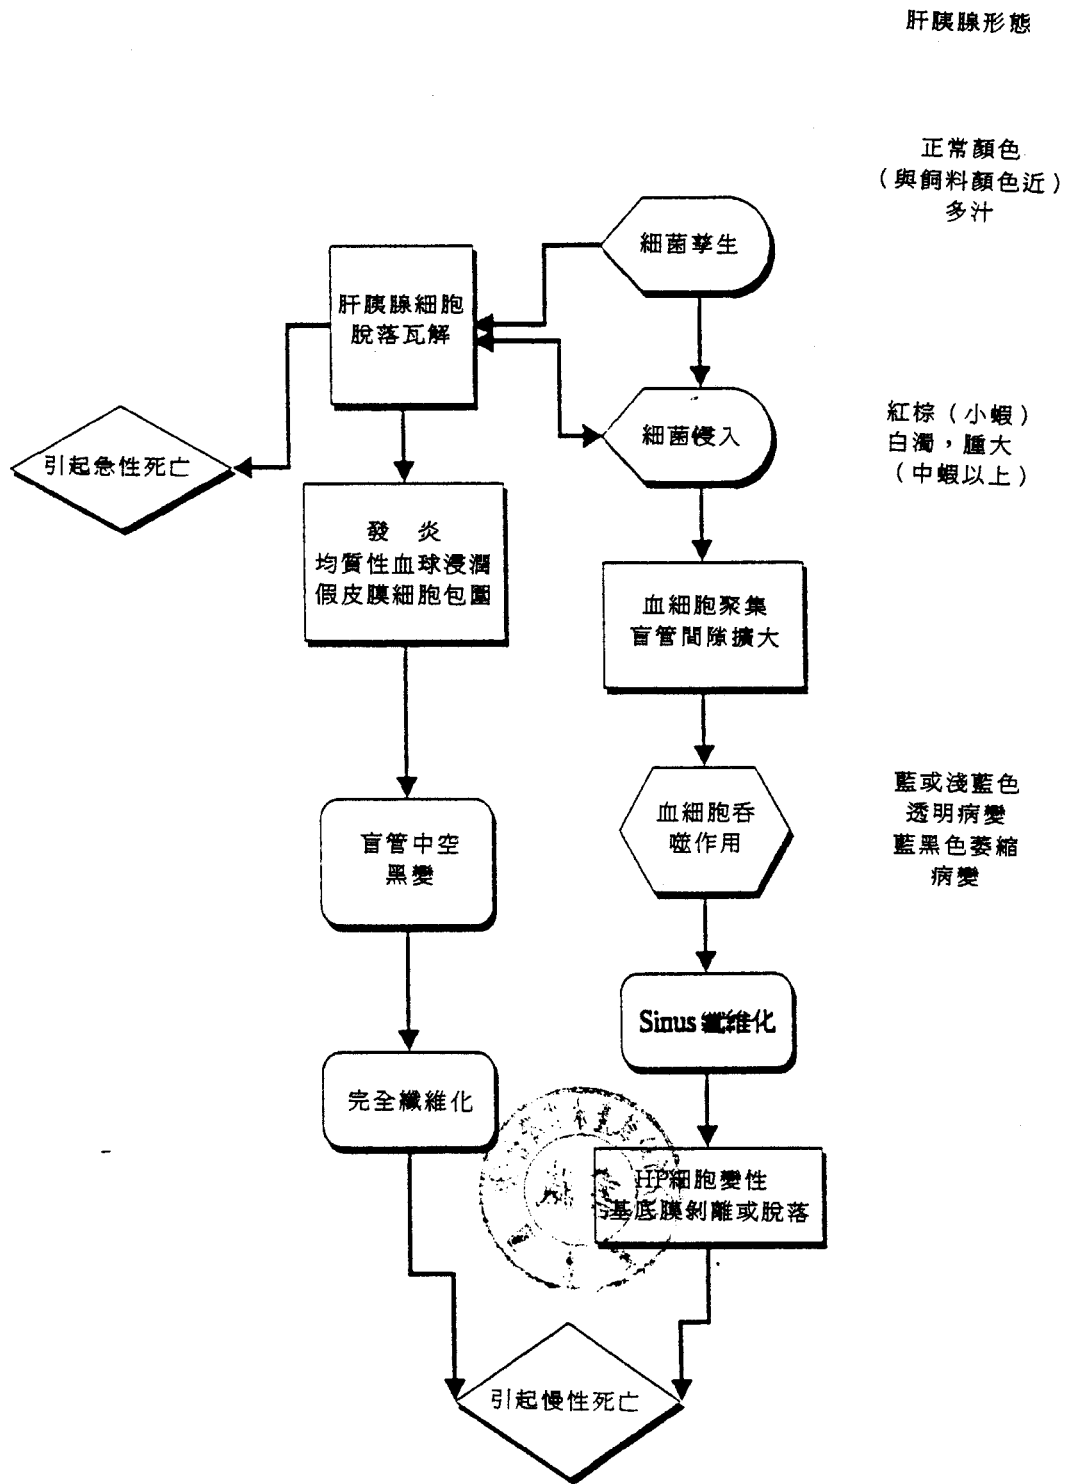 肝胰腺形態
正常顏色
（與飼料顏色近）
多汁
細菌孳生
肝胰腺細胞
脫落瓦解
紅棕（小蝦）
白濁，腫大
（中蝦以上）
細菌侵入
引起急性死亡
發　炎
均質性血球浸潤
假皮膜細胞包圍
血細胞聚集
盲管間隙擴大
藍或淺藍色
透明病變
藍黑色萎縮
病變
血細胞吞
噬作用
盲管中空
黑變
Sinus 纖維化
完全纖維化
HP細胞變性
基底膜剝離或脫落
引起慢性死亡